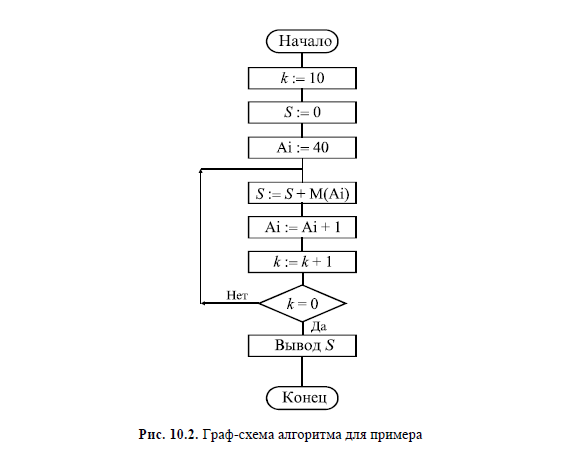 Начало
k := 10
S := 0
Ai := 40
S := S + M(Ai)
Ai := Ai + 1
k := k + 1
Нет
k = 0
Да
Вывод S
Конец
Рис. 10.2. Граф-схема алгоритма для примера